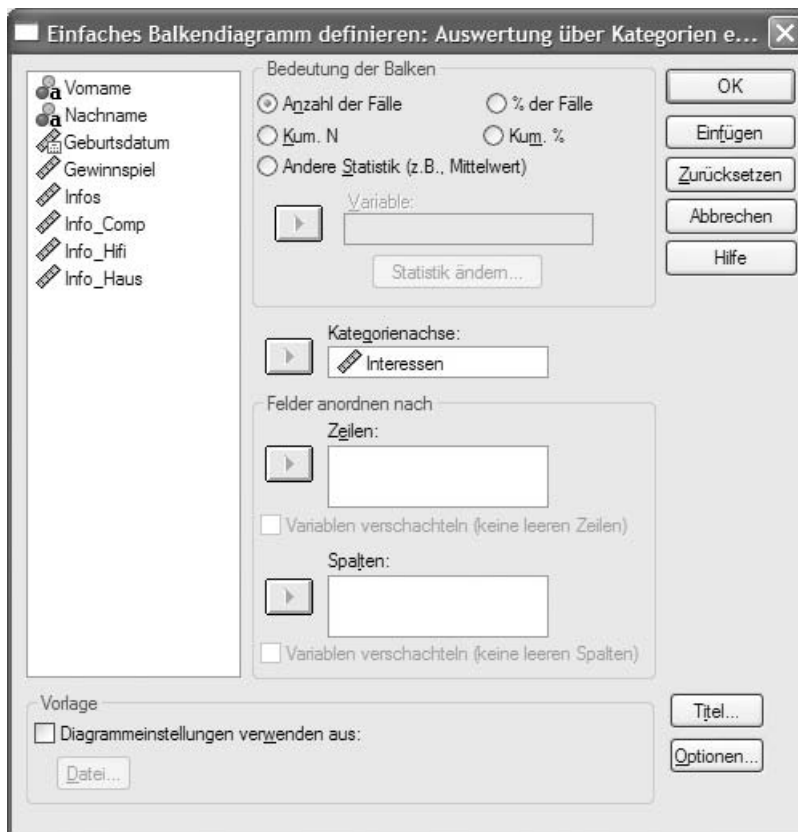 Einfaches Balkendiagramm definieren: Auswertung über Kategorien e...
Vorname
Nachname
Geburtsdatum
Gewinnspiel
Infos
Info_Comp
Info_Hifi
Info_Haus
Bedeutung der Balken
Anzahl der Fälle
% der Fälle
Kum. N
Kum. %
Andere Statistik (z.B., Mittelwert)
Variable:
Statistik ändern...
Kategorienachse:
Interessen
Felder anordnen nach
Zeilen:
Variablen verschachteln (keine leeren Zeilen)
Spalten:
Variablen verschachteln (keine leeren Spalten)
OK
Einfügen
Zurücksetzen
Abbrechen
Hilfe
Vorlage
Diagrammeinstellungen verwenden aus:
Datei...
Titel...
Optionen...